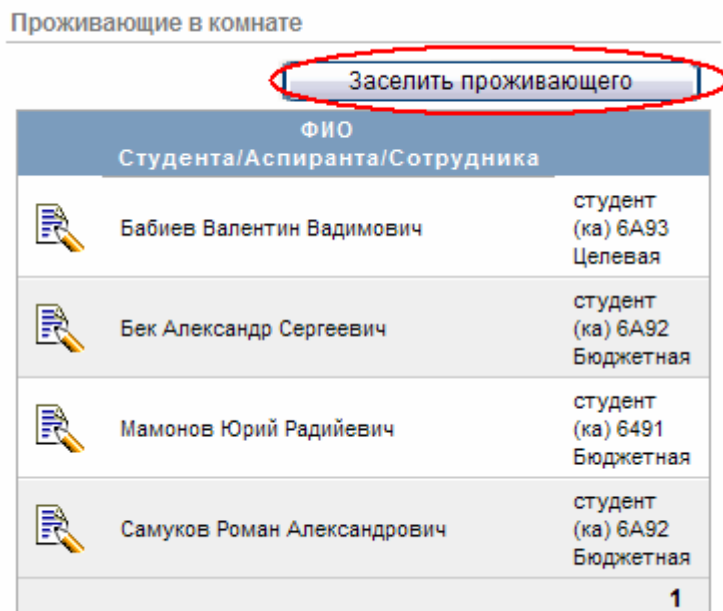 Проживающие в комнате
Заселить проживающего
ФИО
Студента/Аспиранта/Сотрудника
Бабиев Валентин Вадимович
студент
(ка) 6А93
Целевая
Бек Александр Сергеевич
студент
(ка) 6А92
Бюджетная
Мамонов Юрий Радийевич
студент
(ка) 6491
Бюджетная
Самуков Роман Александрович
студент
(ка) 6А92
Бюджетная
1